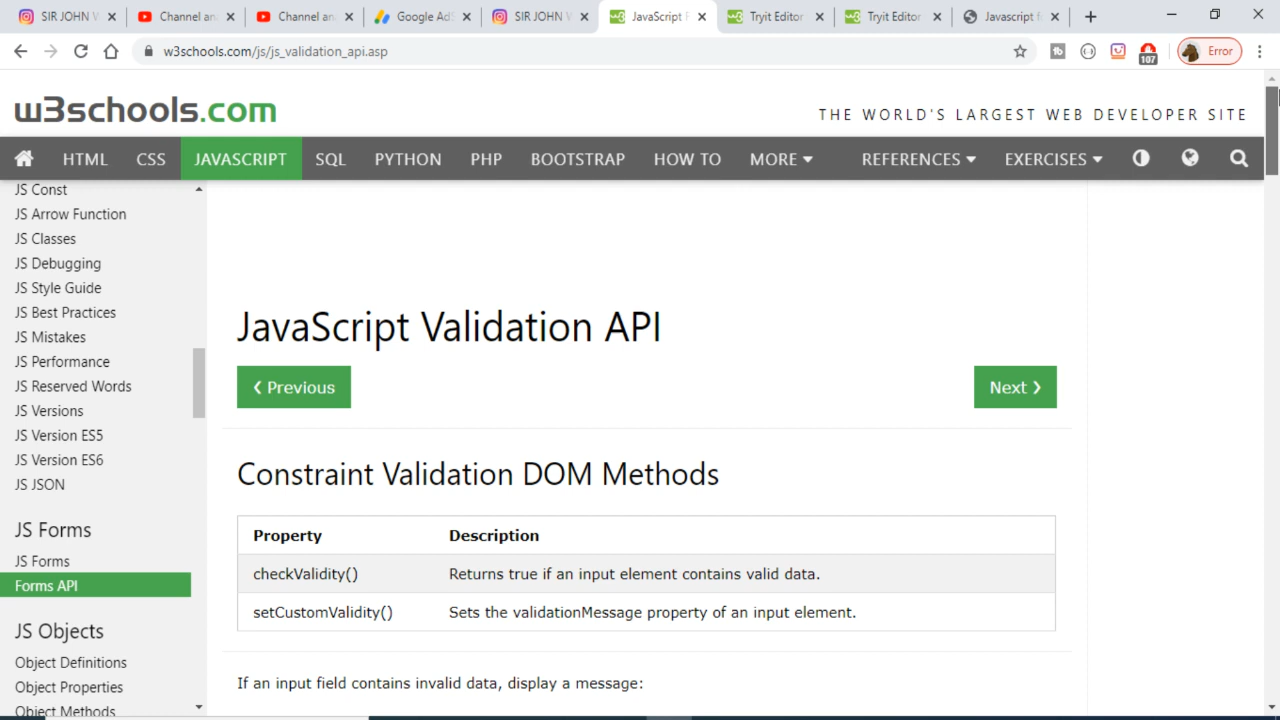 SIR JOHN W
Channel an
Channel an
Google AdS
SIR JOHN W
JavaScript F
Tryit Editor
Tryit Editor
Javascript f
w3schools.com/js/js_validation_api.asp
107
Error
w3schools.com
THE WORLD'S LARGEST WEB DEVELOPER SITE
HTML CSS JAVASCRIPT SQL PYTHON PHP BOOTSTRAP HOW TO MORE REFERENCES EXERCISES
JS Const
JS Arrow Function
JS Classes
JS Debugging
JS Style Guide
JS Best Practices
JS Mistakes
JS Performance
JS Reserved Words
JS Versions
JS Version ES5
JS Version ES6
JS JSON
JS Forms
JS Forms
Forms API
JS Objects
Object Definitions
Object Properties
Object Methods
JavaScript Validation API
❮ Previous
Next ❯
Constraint Validation DOM Methods
Property Description
checkValidity() Returns true if an input element contains valid data.
setCustomValidity() Sets the validationMessage property of an input element.
If an input field contains invalid data, display a message: